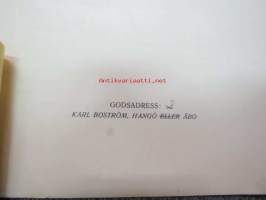 antikvariaatti.net
GODSADRESS:
KARL BOSTRÖM, HANGÖ ELLER ÅBO